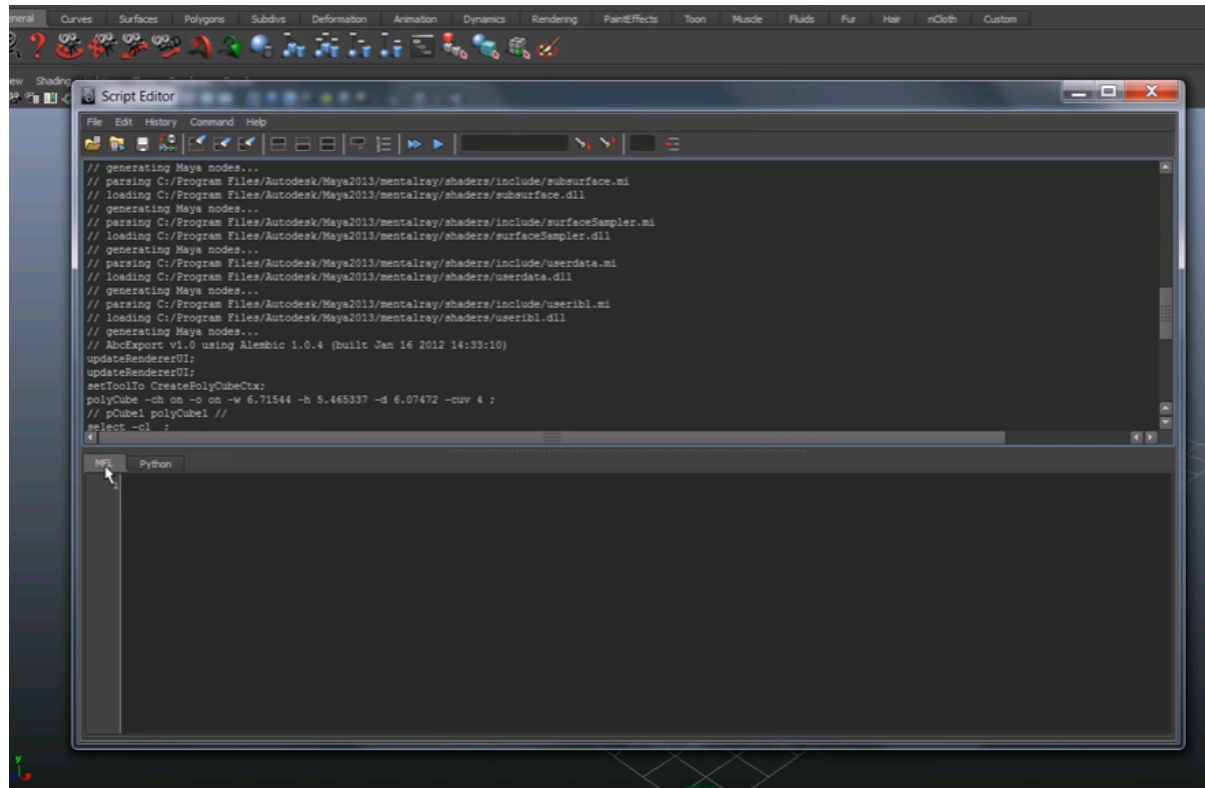 neral Curves Surfaces Polygons Subdivs Deformation Animation Dynamics Rendering PaintEffects Toon Muscle Fluids Fur Hair nCloth Custom
ew Shading
Script Editor
File Edit History Command Help
// generating Maya nodes...
// parsing C:/Program Files/Autodesk/Maya2013/mentalray/shaders/include/subsurface.mi
// loading C:/Program Files/Autodesk/Maya2013/mentalray/shaders/subsurface.dll
// generating Maya nodes...
// parsing C:/Program Files/Autodesk/Maya2013/mentalray/shaders/include/surfaceSampler.mi
// loading C:/Program Files/Autodesk/Maya2013/mentalray/shaders/surfaceSampler.dll
// generating Maya nodes...
// parsing C:/Program Files/Autodesk/Maya2013/mentalray/shaders/include/userdata.mi
// loading C:/Program Files/Autodesk/Maya2013/mentalray/shaders/userdata.dll
// generating Maya nodes...
// parsing C:/Program Files/Autodesk/Maya2013/mentalray/shaders/include/useribl.mi
// loading C:/Program Files/Autodesk/Maya2013/mentalray/shaders/useribl.dll
// generating Maya nodes...
// AbcExport v1.0 using Alembic 1.0.4 (built Jan 16 2012 14:33:10)
updateRendererUI;
updateRendererUI;
setToolTo CreatePolyCubeCtx;
polyCube -ch on -o on -w 6.71544 -h 5.465337 -d 6.07472 -cuv 4 ;
// pCube1 polyCube1 //
select -cl ;
MEL Python
1
y